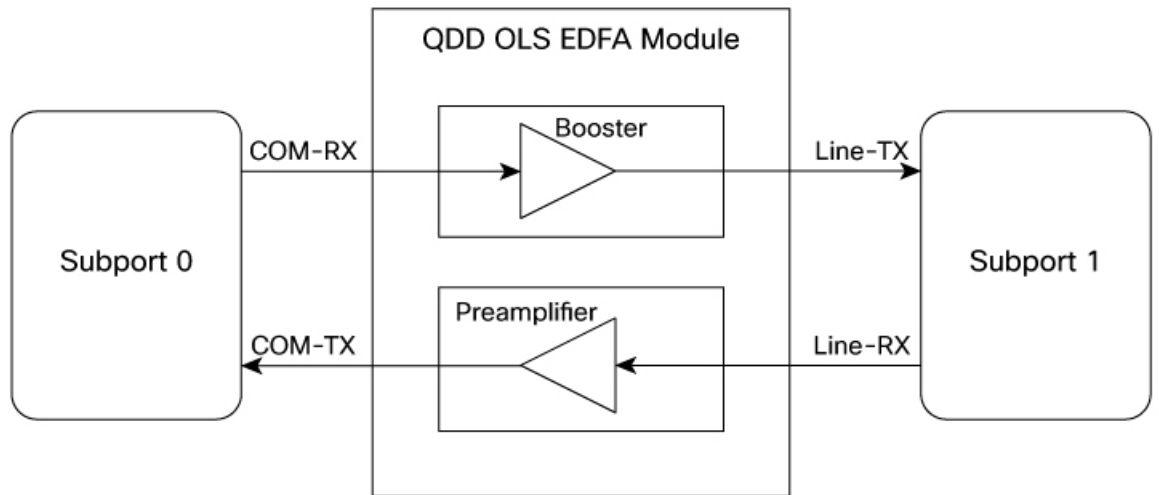 QDD OLS EDFA Module
Booster
COM-RX
Line-TX
Subport 0
Subport 1
Preamplifier
COM-TX
Line-RX